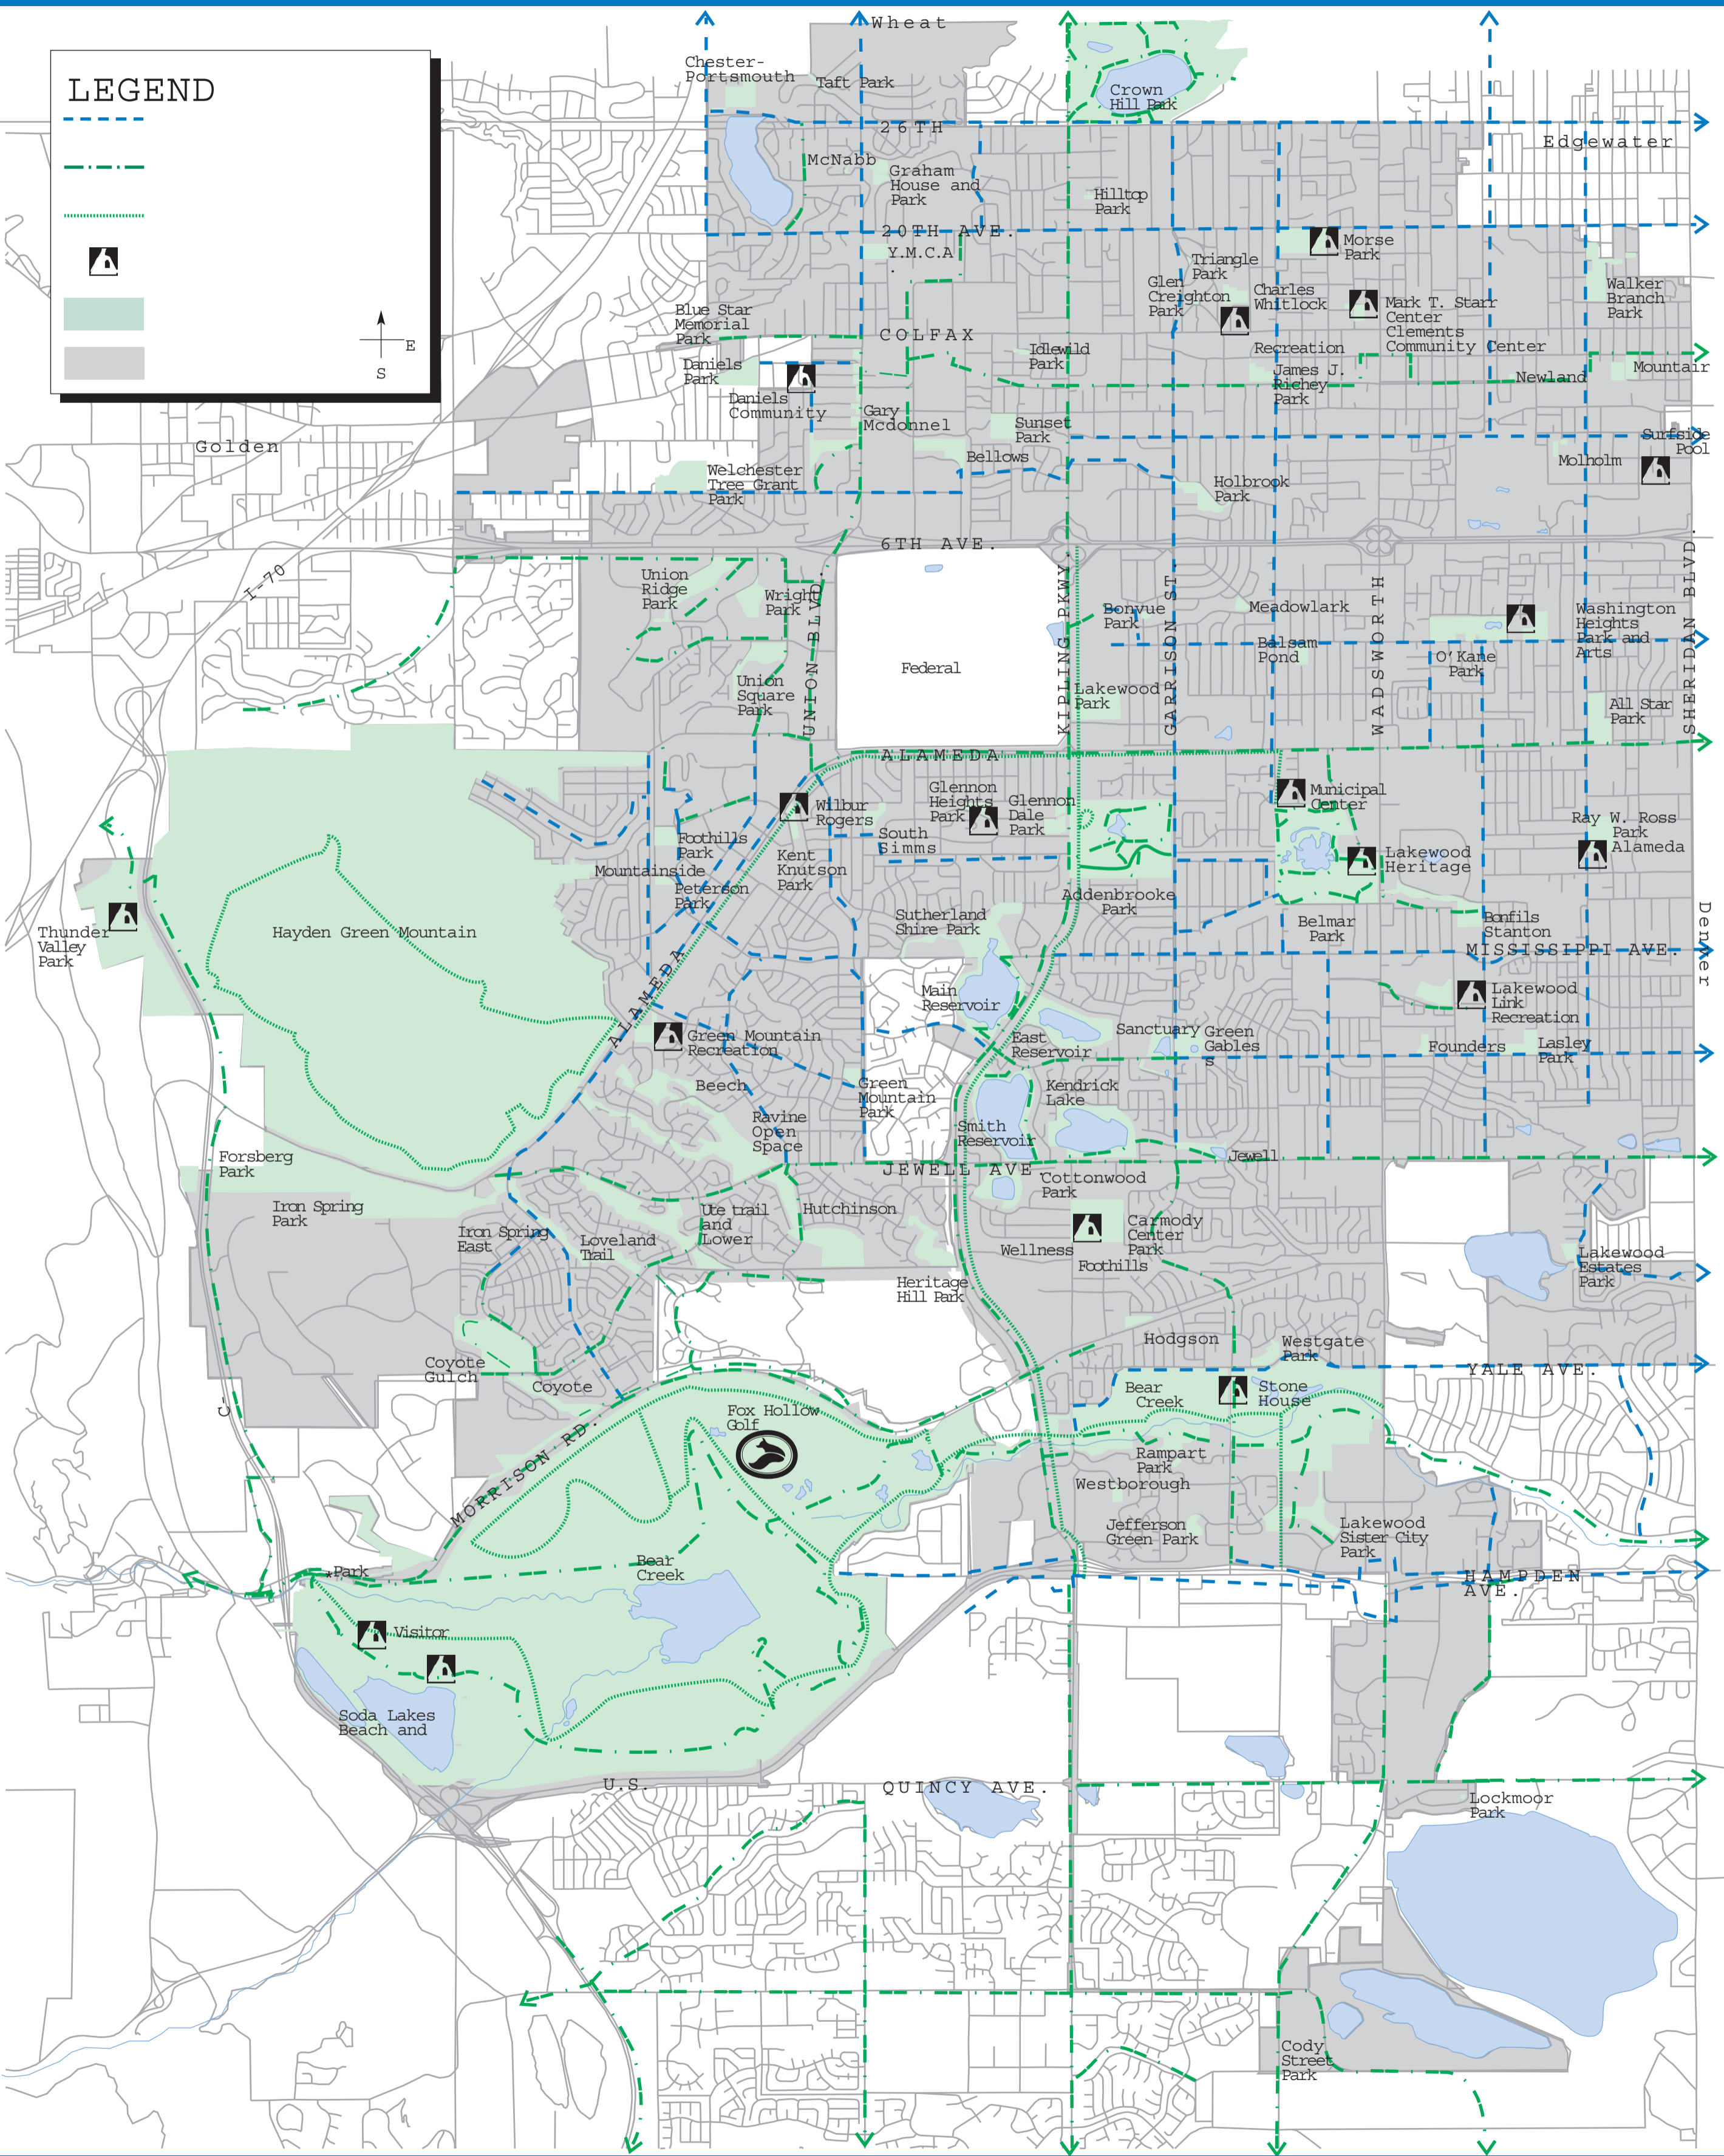 Wheat
Chester-
Portsmouth
Taft Park
LEGEND
Crown
Hill Park
26TH
Edgewater
McNabb
Graham
House and
Park
Hilltop
Park
20TH AVE.
Y.M.C.A
.
Morse
Park
Triangle
Park
Glen
Creighton
Park
Charles
Whitlock
Walker
Branch
Park
Mark T. Starr
Center
Clements
Community Center
Blue Star
Memorial
Park
COLFAX
E
S
Idlewild
Park
Recreation
Daniels
Park
James J.
Richey
Park
Newland
Mountair
Daniels
Community
Gary
Mcdonnel
Sunset
Park
Surfside
Pool
Golden
Bellows
Molholm
Welchester
Tree Grant
Park
Holbrook
Park
6TH AVE.
I-70
Union
Ridge
Park
Wright
Park
UNION BLVD.
KIPLING PKWY.
GARRISON ST.
WADSWORTH
SHERIDAN BLVD.
Bonvue
Park
Meadowlark
Washington
Heights
Park and
Arts
Balsam
Pond
O'Kane
Park
Federal
Union
Square
Park
Lakewood
Park
All Star
Park
ALAMEDA
Glennon
Heights
Park
Glennon
Dale
Park
Municipal
Center
Wilbur
Rogers
Ray W. Ross
Park
Alameda
Foothills
Park
South
Simms
Kent
Knutson
Park
Lakewood
Heritage
Mountainside
Peterson
Park
Addenbrooke
Park
Sutherland
Shire Park
Belmar
Park
Bonfils
Stanton
Thunder
Valley
Park
Hayden Green Mountain
Denker
MISSISSIPPI AVE.
ALAMEDA
Main
Reservoir
Lakewood
Link
Recreation
Green Mountain
Recreation
East
Reservoir
Sanctuary
Green
Gables
s
Founders
Lasley
Park
Beech
Green
Mountain
Park
Kendrick
Lake
Ravine
Open
Space
Smith
Reservoir
Forsberg
Park
JEWELL AVE.
Jewell
Cottonwood
Park
Iron Spring
Park
Ute trail
and
Lower
Hutchinson
Iron Spring
East
Loveland
Trail
Carmody
Center
Park
Wellness
Foothills
Lakewood
Estates
Park
Heritage
Hill Park
Hodgson
Westgate
Park
Coyote
Gulch
YALE AVE.
Coyote
Bear
Creek
Stone
House
C-
Fox Hollow
Golf
MORRISON RD.
Rampart
Park
Westborough
Jefferson
Green Park
Lakewood
Sister City
Park
Bear
Creek
*Park
HAMPDEN
AVE.
Visitor
Soda Lakes
Beach and
U.S.
QUINCY AVE.
Lockmoor
Park
Cody
Street
Park